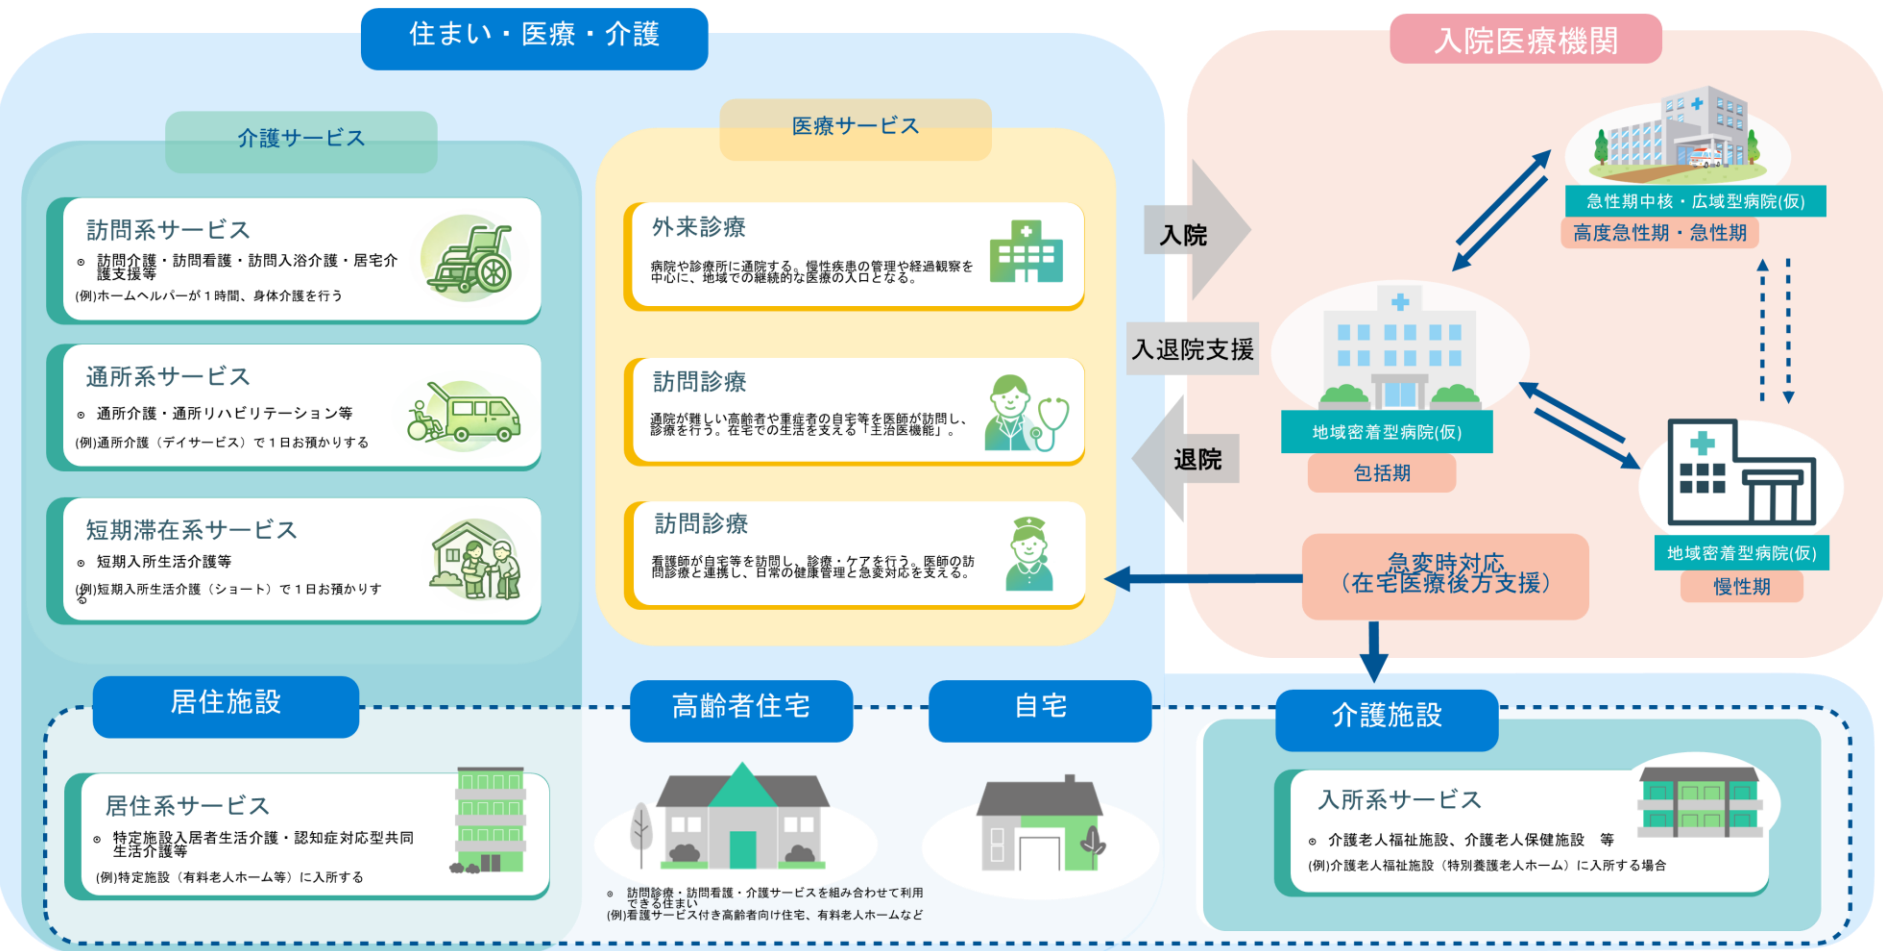 住まい・医療・介護
介護サービス
訪問系サービス
訪問介護・訪問看護・訪問入浴介護・居宅介
護支援等
(例)ホームヘルパーが１時間、身体介護を行う
通所系サービス
通所介護・通所リハビリテーション等
(例)通所介護（デイサービス）で１日お預かりする
短期滞在系サービス
短期入所生活介護等
(例)短期入所生活介護（ショート）で１日お預かりす
る
医療サービス
外来診療
病院や診療所に通院する。慢性疾患の管理や経過観察を
中心に、地域での継続的な医療の入口となる。
訪問診療
通院が難しい高齢者や重症者の自宅等を医師が訪問し、
診療を行う。在宅での生活を支える「主治医機能」。
訪問診療
看護師が自宅等を訪問し、診療・ケアを行う。医師の訪
問診療と連携し、日常の健康管理と急変対応を支える。
入院
入退院支援
退院
入院医療機関
急性期中核・広域型病院(仮)
高度急性期・急性期
地域密着型病院(仮)
包括期
地域密着型病院(仮)
慢性期
急変時対応
（在宅医療後方支援）
居住施設
居住系サービス
特定施設入居者生活介護・認知症対応型共同
生活介護等
(例)特定施設（有料老人ホーム等）に入所する
高齢者住宅
訪問診療・訪問看護・介護サービスを組み合わせて利用
できる住まい
(例)看護サービス付き高齢者向け住宅、有料老人ホームなど
自宅
介護施設
入所系サービス
介護老人福祉施設、介護老人保健施設　等
(例)介護老人福祉施設（特別養護老人ホーム）に入所する場合